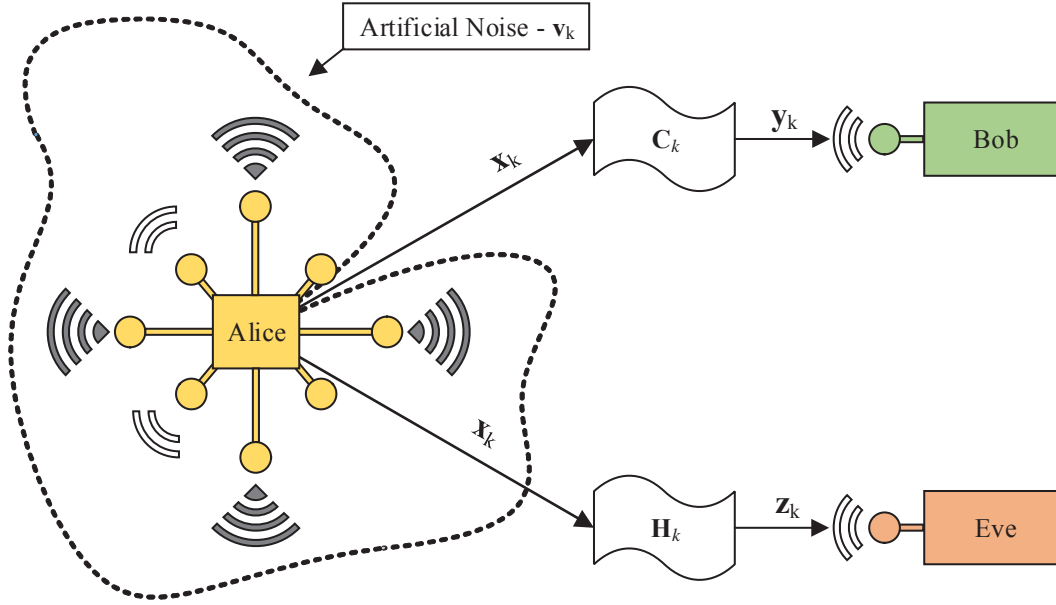 Artificial Noise - vₖ
xₖ
Cₖ
yₖ
Bob
Alice
xₖ
Hₖ
zₖ
Eve